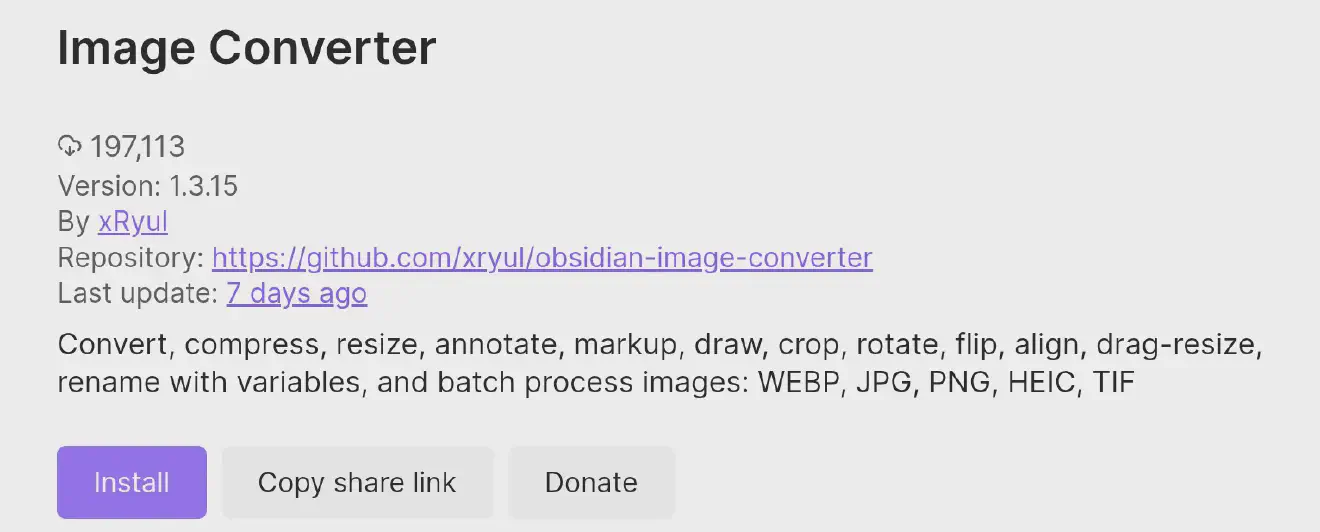 Image Converter
197,113
Version: 1.3.15
By xRyul
Repository: https://github.com/xryul/obsidian-image-converter
Last update: 7 days ago
Convert, compress, resize, annotate, markup, draw, crop, rotate, flip, align, drag-resize,
rename with variables, and batch process images: WEBP, JPG, PNG, HEIC, TIF
Install Copy share link Donate